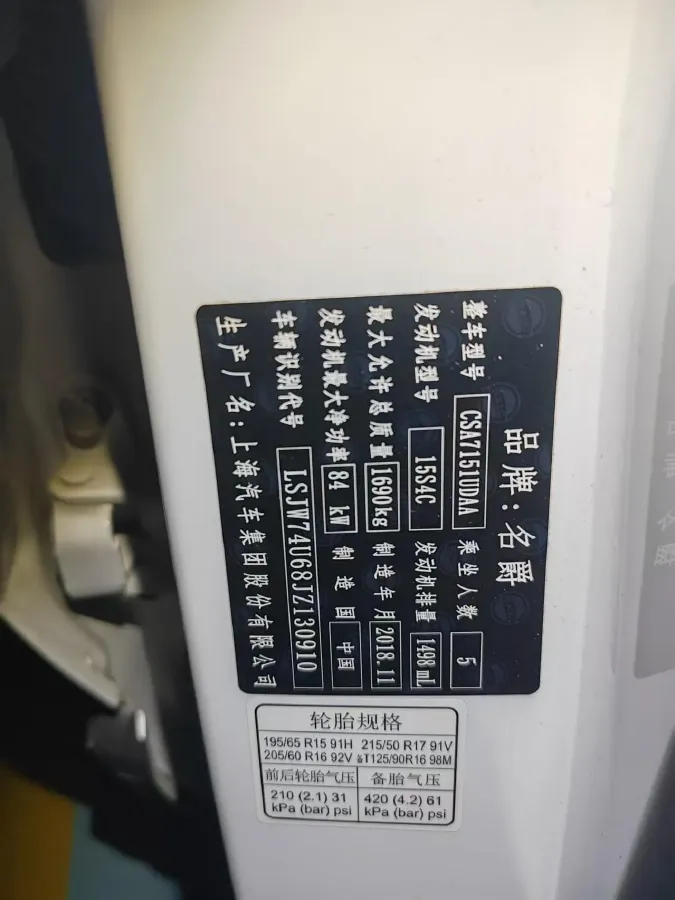 品牌：名爵
整车型号 CSA7151UDAA 乘坐人数 5
发动机型号 15S4C 发动机排量 1498 mL
最大允许总质量 1690kg 制造年月 2018.11
发动机最大净功率 84 kW 制造国 中国
车辆识别代号 LSJW74U68JZ130910
生产厂名：上海汽车集团股份有限公司
轮胎规格
195/65 R15 91H 215/50 R17 91V
205/60 R16 92V &T125/90R16 98M
前后轮胎气压 备胎气压
210 (2.1) 31 420 (4.2) 61
kPa (bar) psi kPa (bar) psi